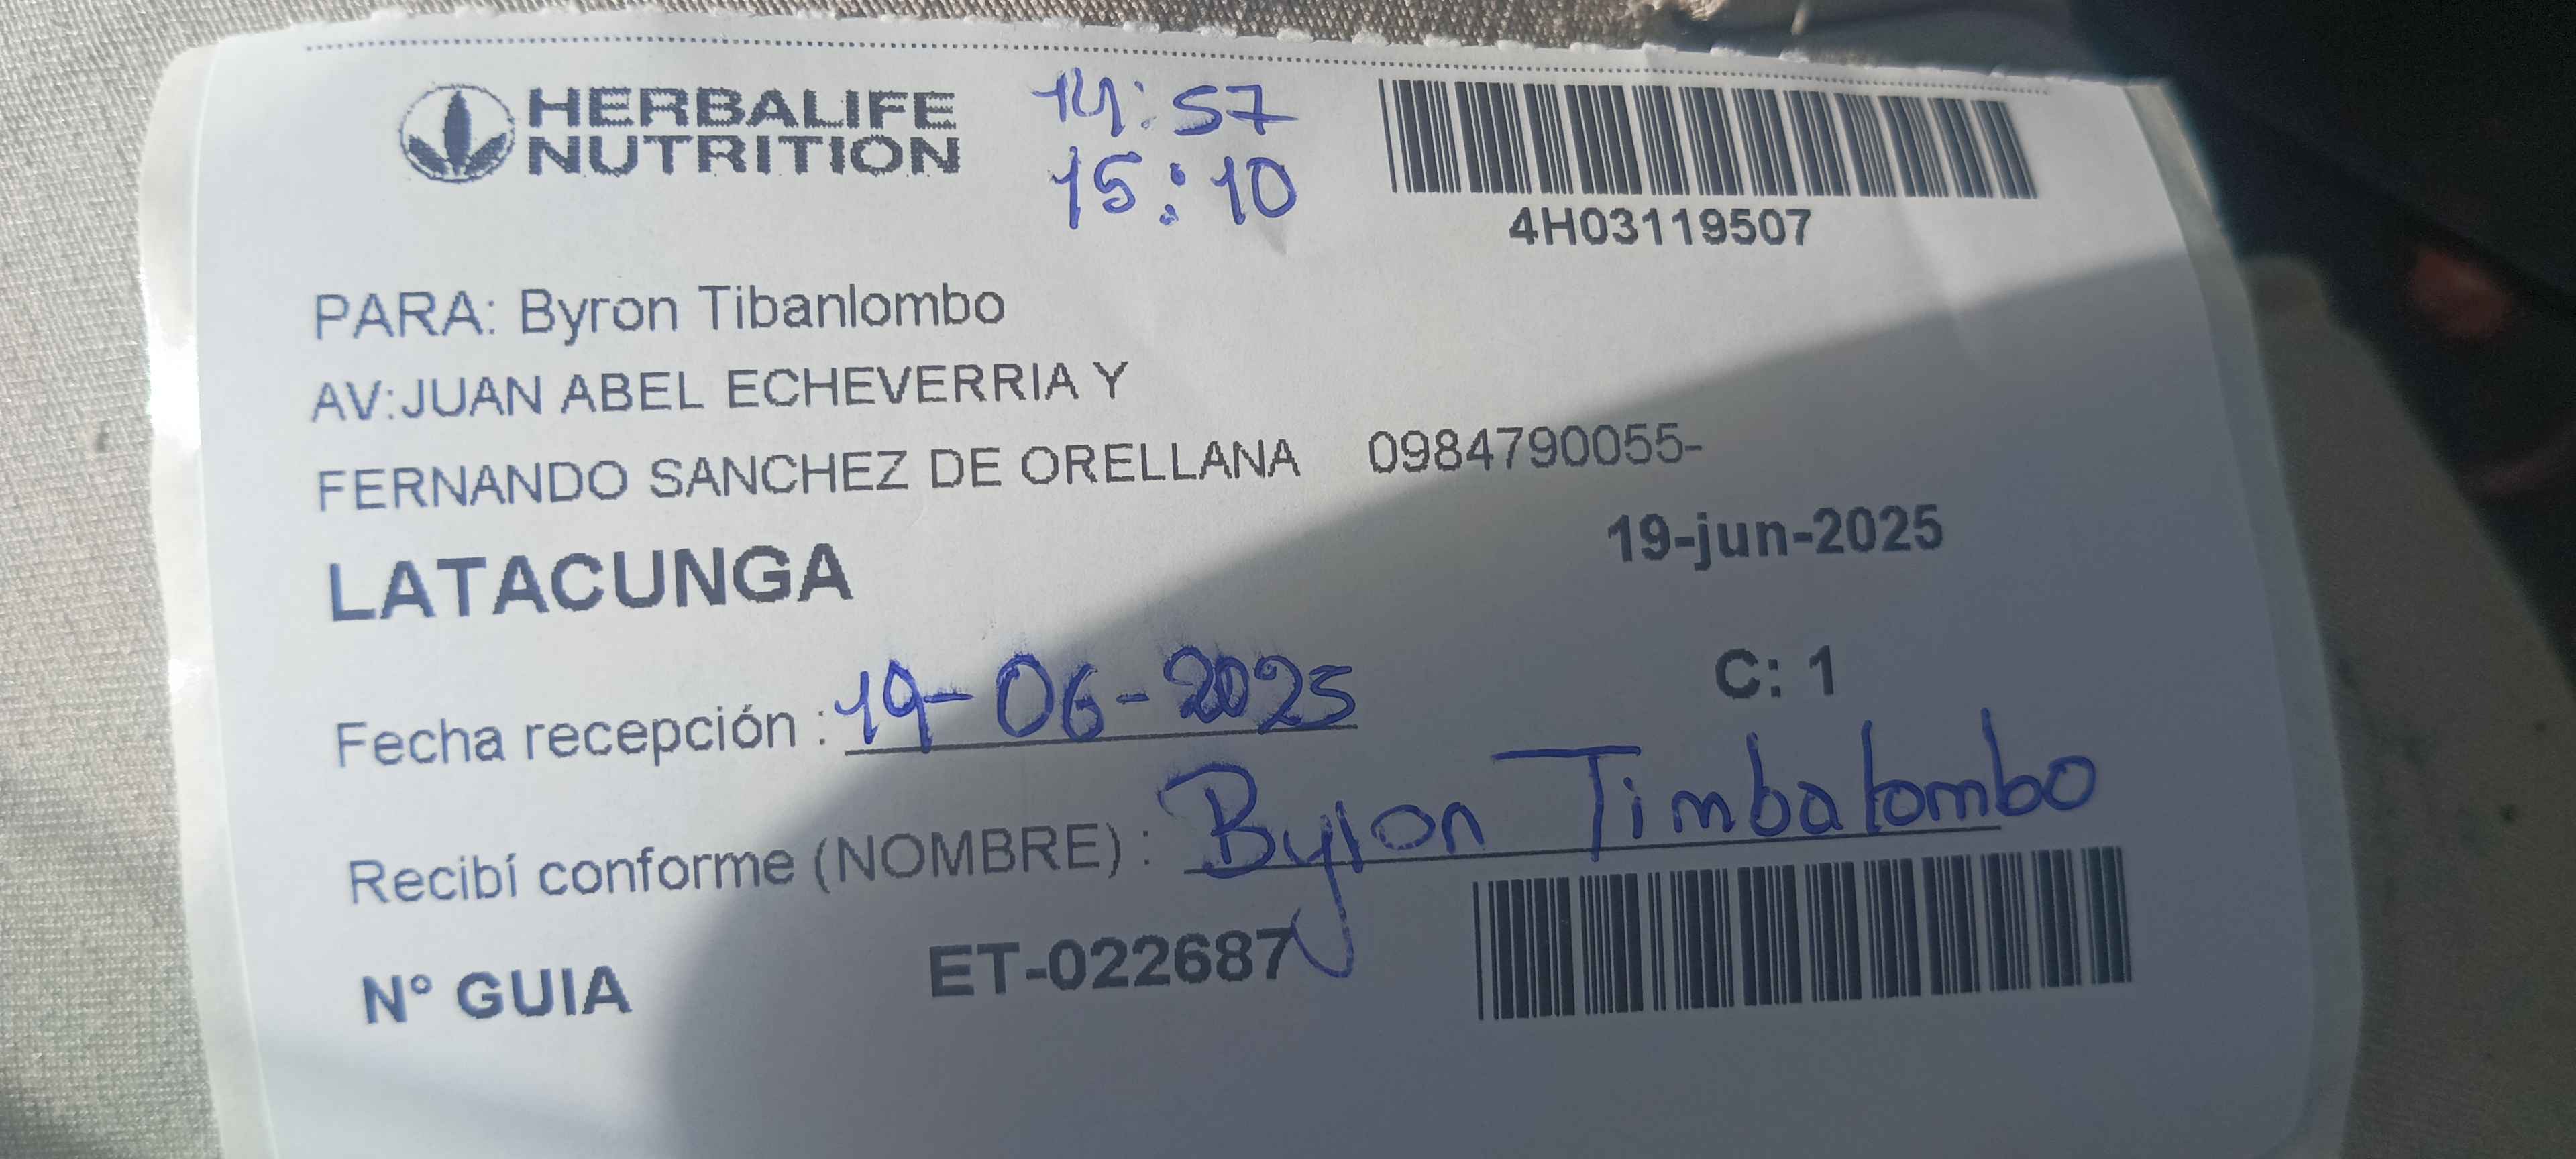 HERBALIFE
NUTRITION
14:57
15:10
4H03119507
PARA: Byron Tibanlombo
AV:JUAN ABEL ECHEVERRIA Y
FERNANDO SANCHEZ DE ORELLANA 0984790055-
19-jun-2025
LATACUNGA
C: 1
Fecha recepción : 19-06-2025
Recibí conforme (NOMBRE) : Byron Timbalombo
N° GUIA ET-022687